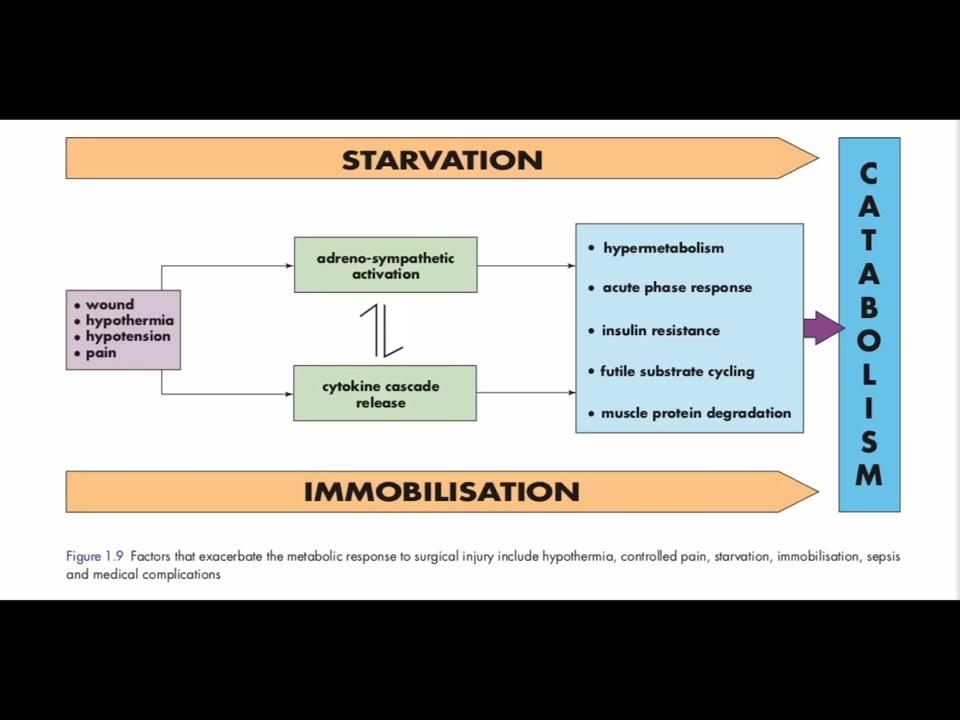 STARVATION
• wound
• hypothermia
• hypotension
• pain
adreno-sympathetic
activation
cytokine cascade
release
• hypermetabolism
• acute phase response
• insulin resistance
• futile substrate cycling
• muscle protein degradation
CATABOLISM
IMMOBILISATION
Figure 1.9 Factors that exacerbate the metabolic response to surgical injury include hypothermia, controlled pain, starvation, immobilisation, sepsis
and medical complications